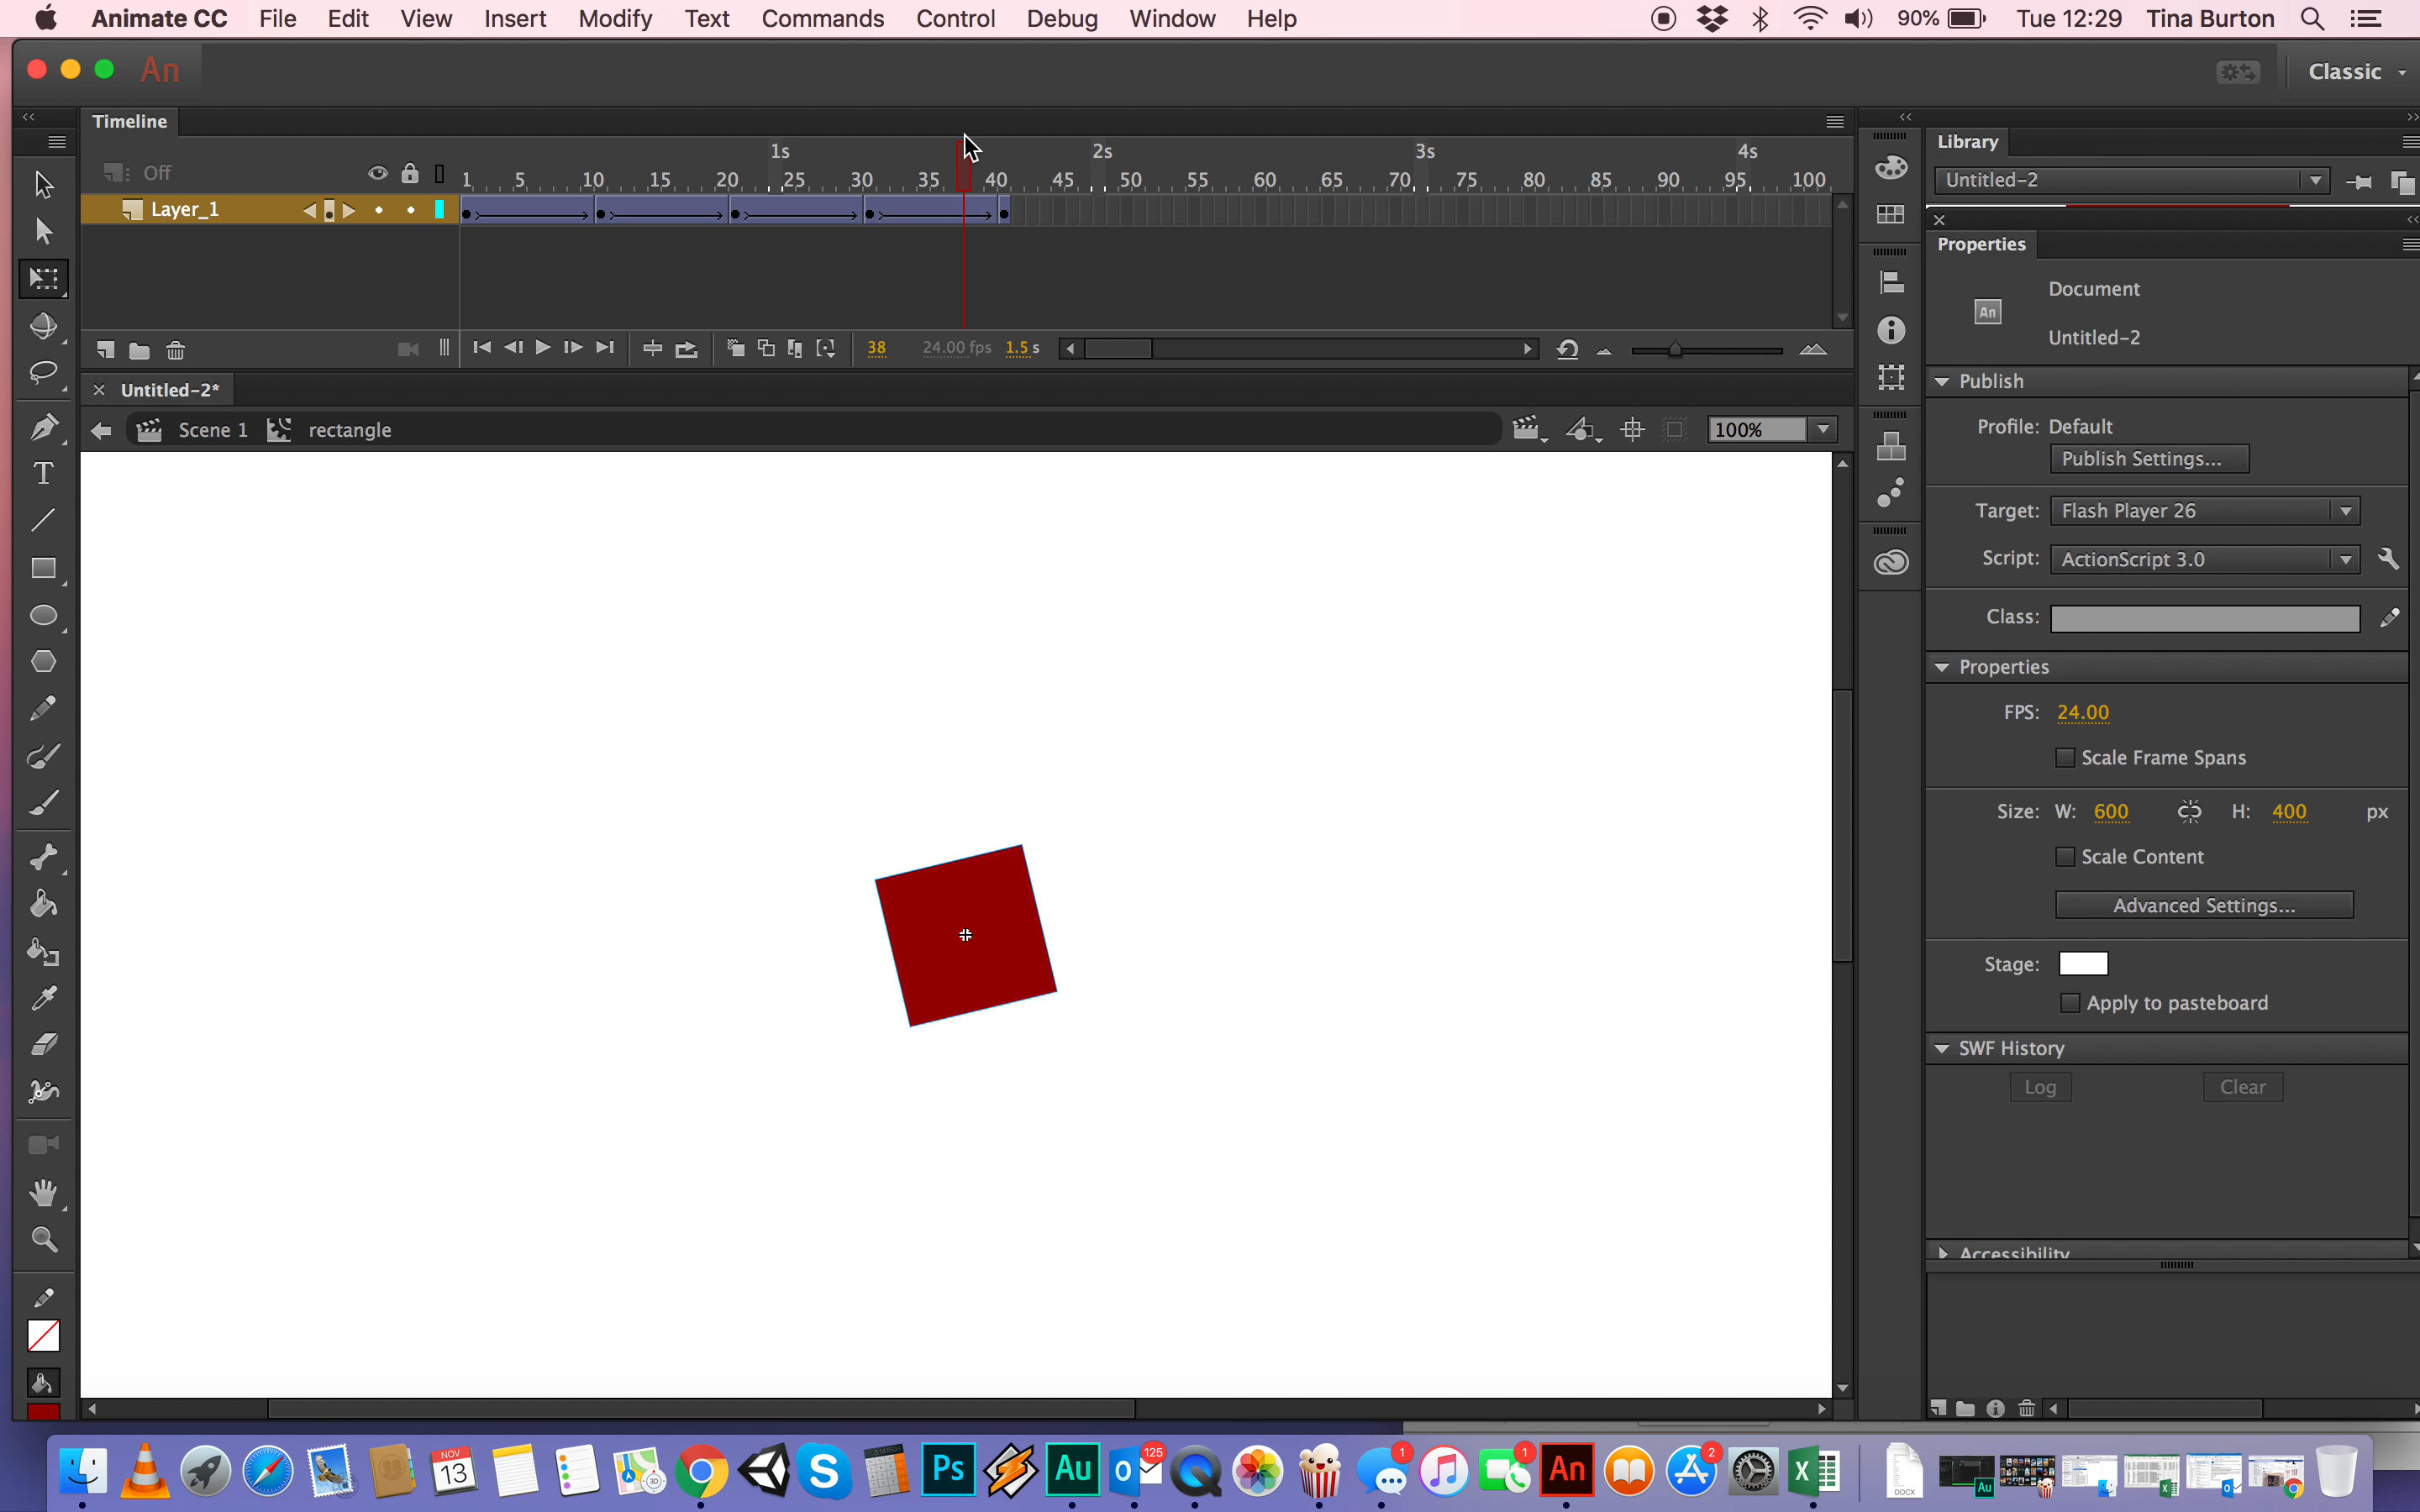 Animate CC File Edit View Insert Modify Text Commands Control Debug Window Help 90% Tue 12:29 Tina Burton
An Classic
Timeline
Off 1s 2s 3s 4s
1 5 10 15 20 25 30 35 40 45 50 55 60 65 70 75 80 85 90 95 100
Layer_1
38 24.00 fps 1.5 s
Untitled-2*
Scene 1 rectangle 100%
T
Library
Untitled-2
Properties
Document
An
Untitled-2
Publish
Profile: Default
Publish Settings...
Target: Flash Player 26
Script: ActionScript 3.0
Class:
Properties
FPS: 24.00
Scale Frame Spans
Size: W: 600 H: 400 px
Scale Content
Advanced Settings...
Stage:
Apply to pasteboard
SWF History
Log Clear
Accessibility
NOV
13
Ps
Au
125
1
1
An
2
DOCX
Au